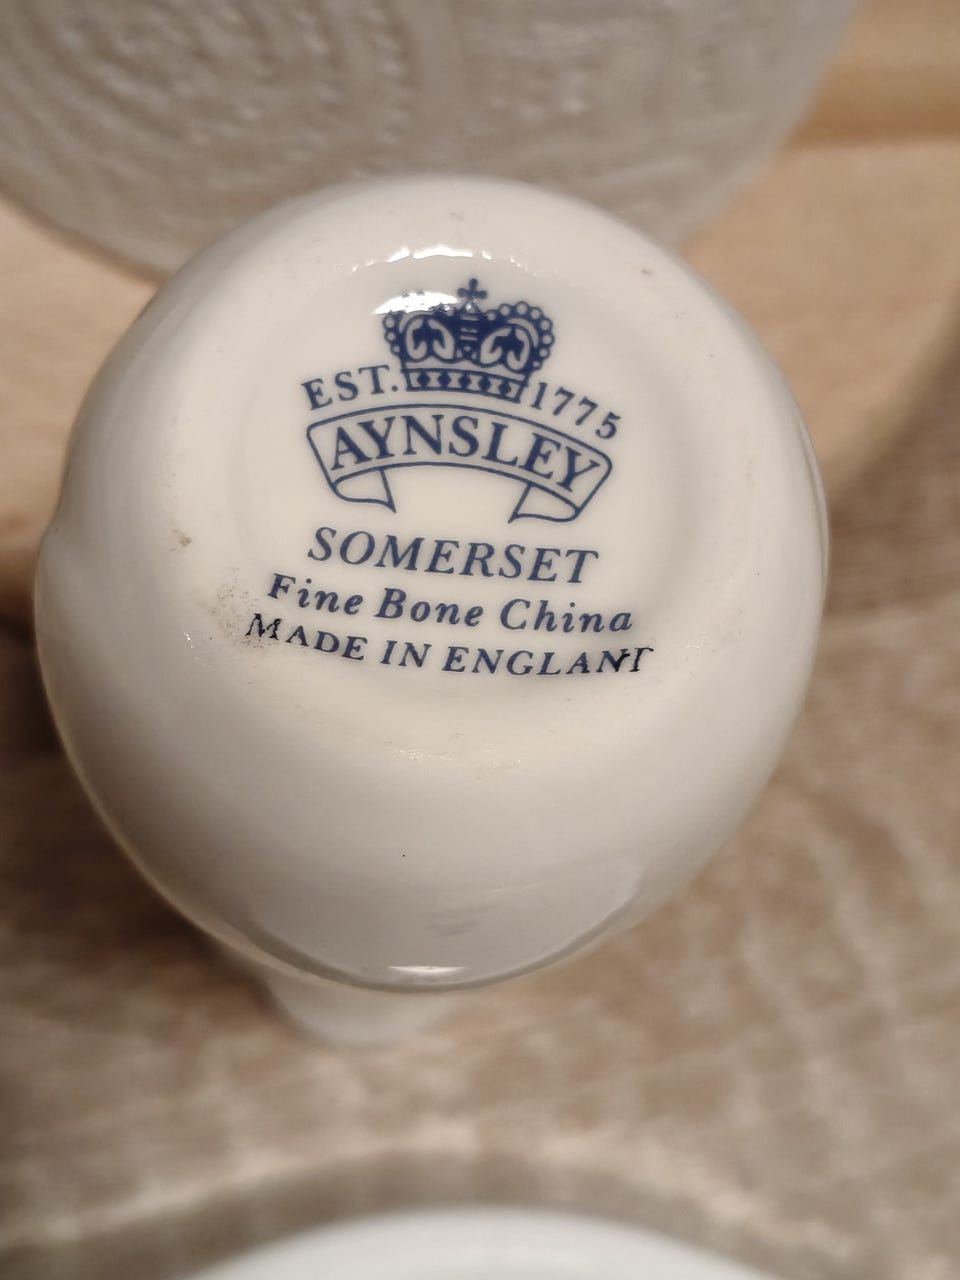 EST. 1775
AYNSLEY
SOMERSET
Fine Bone China
MADE IN ENGLAND